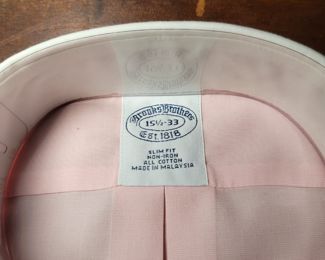 Brooks Brothers
15½-33
Est. 1818
SLIM FIT
NON-IRON
ALL COTTON
MADE IN MALAYSIA